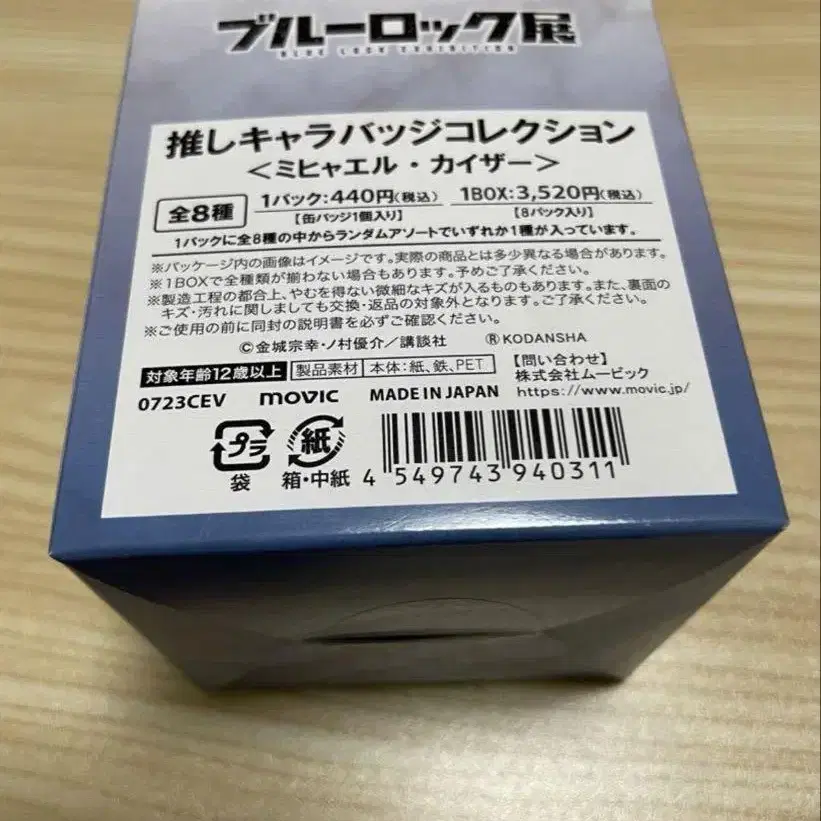 ブルーロック展
BLUE LOCK EXHIBITION
推しキャラバッジコレクション
＜ミヒャエル・カイザー＞
全8種
1パック:440円(税込) 1BOX:3,520円(税込)
【缶バッジ1個入り】 【8パック入り】
1パックに全8種の中からランダムアソートでいずれか1種が入っています。
※パッケージ内の画像はイメージです。実際の商品とは多少異なる場合があります。
※1BOXで全種類が揃わない場合もあります。予めご了承ください。
※製造工程の都合上、やむを得ない微細なキズが入るものもあります。また、裏面の
キズ・汚れに関しましても交換・返品の対象外となります。ご了承ください。
※ご使用の前に同封の説明書を必ずご確認ください。
©金城宗幸・ノ村優介/講談社 ®KODANSHA
対象年齢12歳以上 製品素材 本体:紙、鉄、PET 【問い合わせ】
株式会社ムービック
0723CEV movic MADE IN JAPAN https://www.movic.jp/
プラ 紙
袋 箱・中紙 4 549743 940311